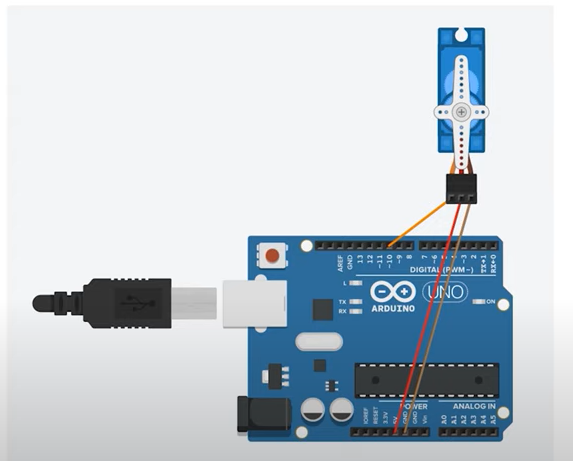 AREF
GND
13
12
~11
~10
~9
8
7
~6
~5
4
~3
2
TX→1
RX←0
DIGITAL (PWM~)
L
TX
RX
UNO
ON
ARDUINO
POWER
ANALOG IN
IOREF
RESET
3.3V
5V
GND
GND
Vin
A0
A1
A2
A3
A4
A5